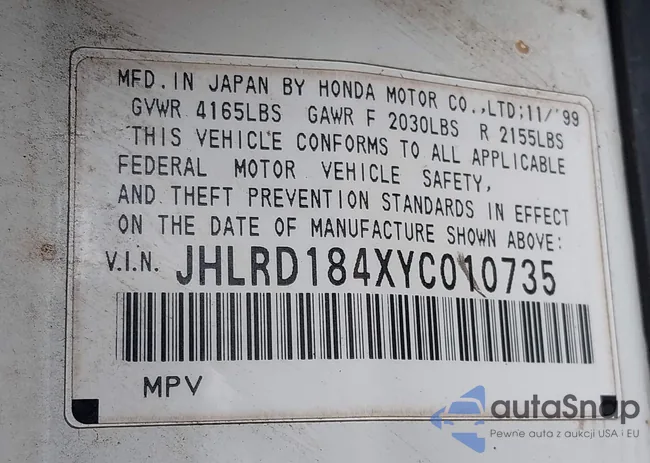 MFD. IN JAPAN BY HONDA MOTOR CO.,LTD;11/'99
GVWR 4165LBS GAWR F 2030LBS R 2155LBS
THIS VEHICLE CONFORMS TO ALL APPLICABLE
FEDERAL MOTOR VEHICLE SAFETY,
AND THEFT PREVENTION STANDARDS IN EFFECT
ON THE DATE OF MANUFACTURE SHOWN ABOVE:
V.I.N. JHLRD184XYC010735
MPV
autaSnap
Pewne auta z aukcji USA i EU